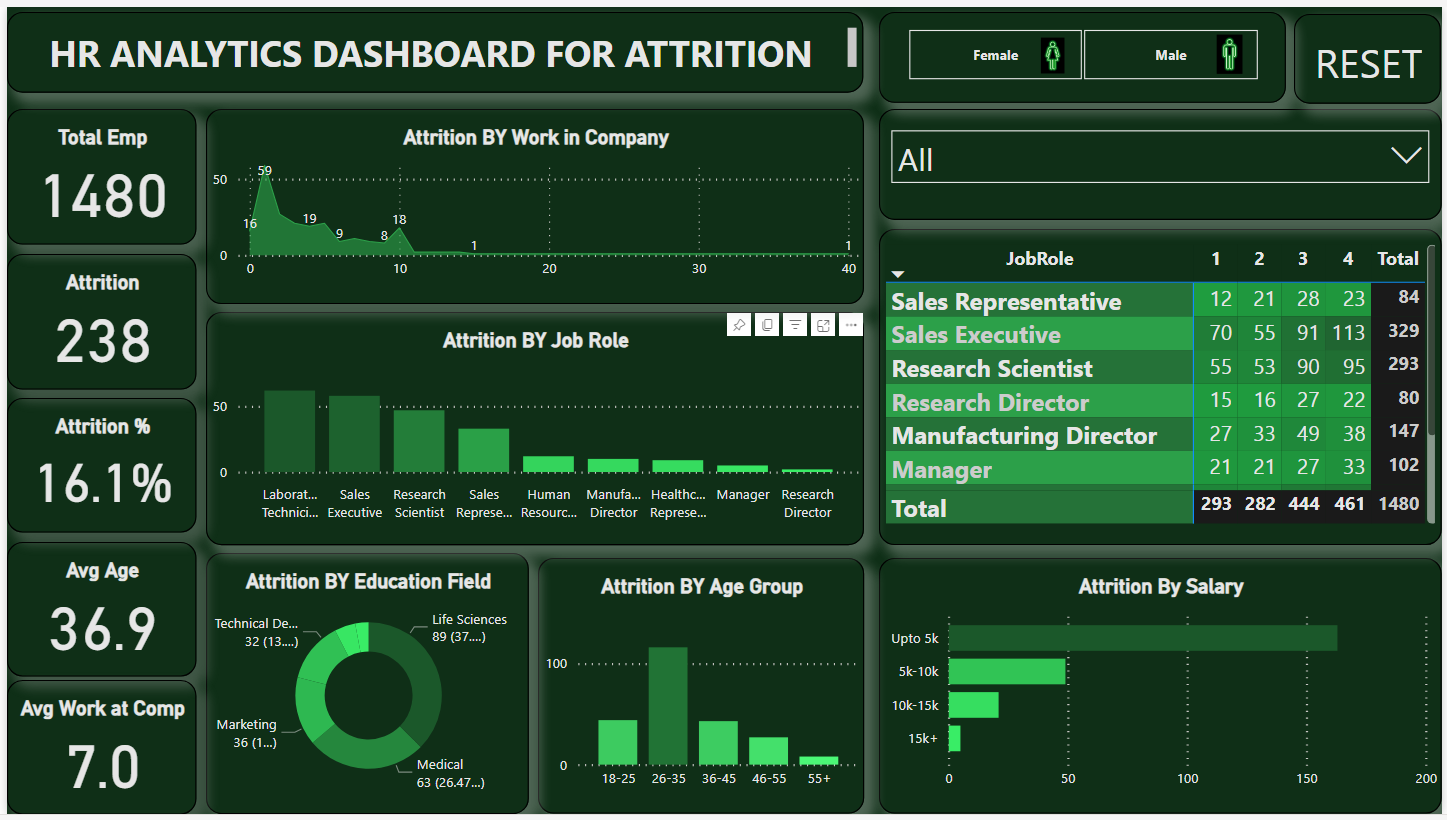 HR ANALYTICS DASHBOARD FOR ATTRITION
Female
Male
RESET
Total Emp
1480
Attrition
238
Attrition %
16.1%
Avg Age
36.9
Avg Work at Comp
7.0
Attrition BY Work in Company
50
0
16
59
19
9
8
18
1
1
0 10 20 30 40
Attrition BY Job Role
50
0
Laborat... Technici...
Sales Executive
Research Scientist
Sales Represe...
Human Resourc...
Manufa... Director
Healthc... Represe...
Manager
Research Director
All
JobRole 1 2 3 4 Total
Sales Representative 12 21 28 23 84
Sales Executive 70 55 91 113 329
Research Scientist 55 53 90 95 293
Research Director 15 16 27 22 80
Manufacturing Director 27 33 49 38 147
Manager 21 21 27 33 102
Total 293 282 444 461 1480
Attrition BY Education Field
Technical De...
32 (13....)
Life Sciences
89 (37....)
Marketing
36 (1...)
Medical
63 (26.47...)
Attrition BY Age Group
100
0
18-25 26-35 36-45 46-55 55+
Attrition By Salary
Upto 5k
5k-10k
10k-15k
15k+
0 50 100 150 200